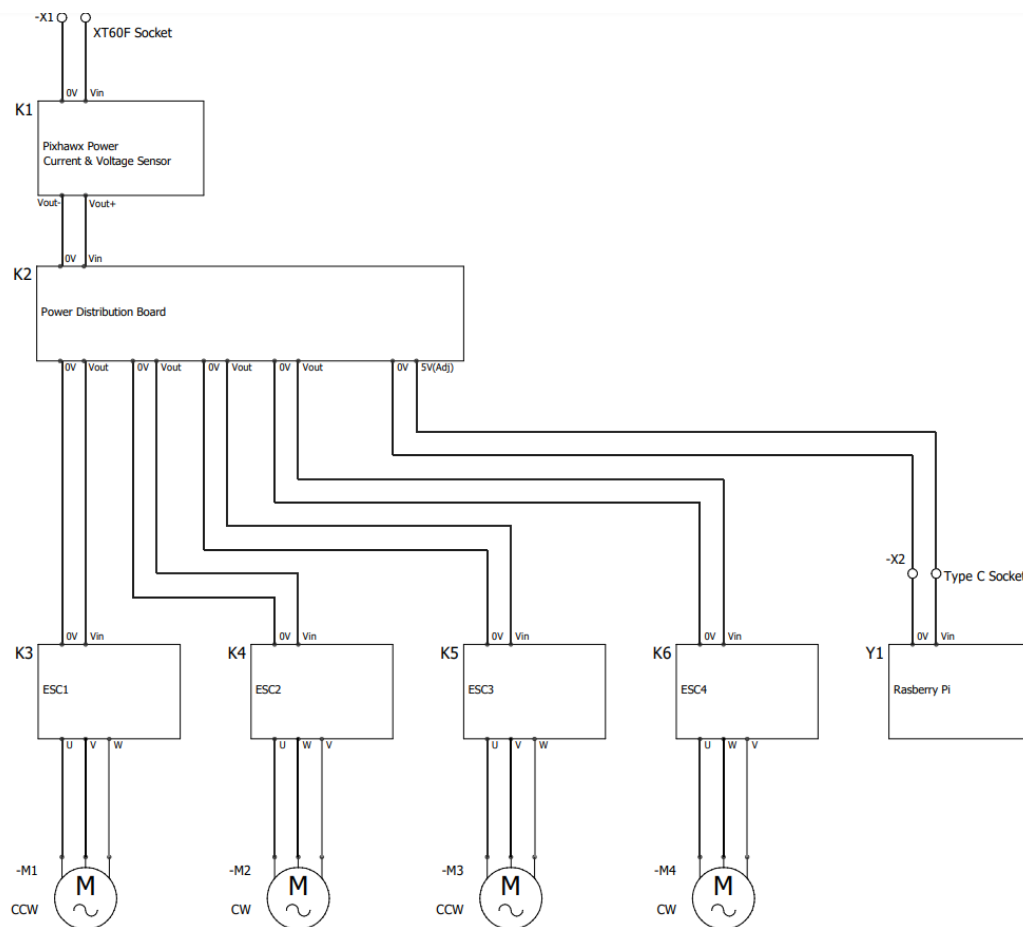 -X1
XT60F Socket
0V Vin
K1
Pixhawx Power
Current & Voltage Sensor
Vout- Vout+
0V Vin
K2
Power Distribution Board
0V Vout 0V Vout 0V Vout 0V Vout 0V 5V(Adj)
-X2
Type C Socket
0V Vin 0V Vin 0V Vin 0V Vin 0V Vin
K3 K4 K5 K6 Y1
ESC1 ESC2 ESC3 ESC4 Rasberry Pi
U V W U W V U V W U W V
-M1 -M2 -M3 -M4
M M M M
CCW CW CCW CW